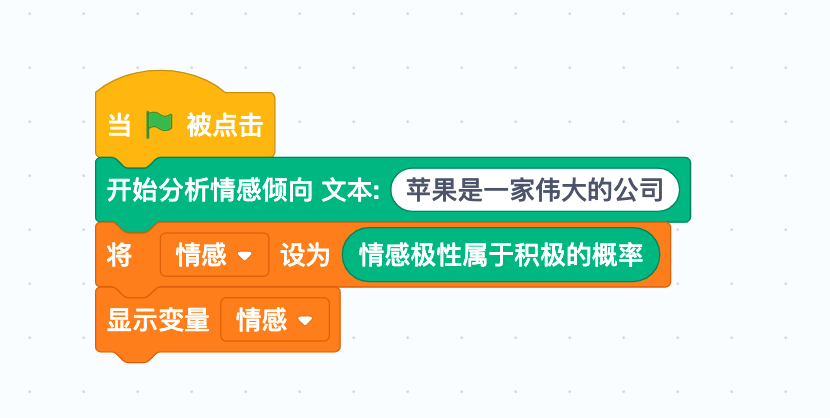 当 被点击
开始分析情感倾向 文本: 苹果是一家伟大的公司
将 情感 设为 情感极性属于积极的概率
显示变量 情感